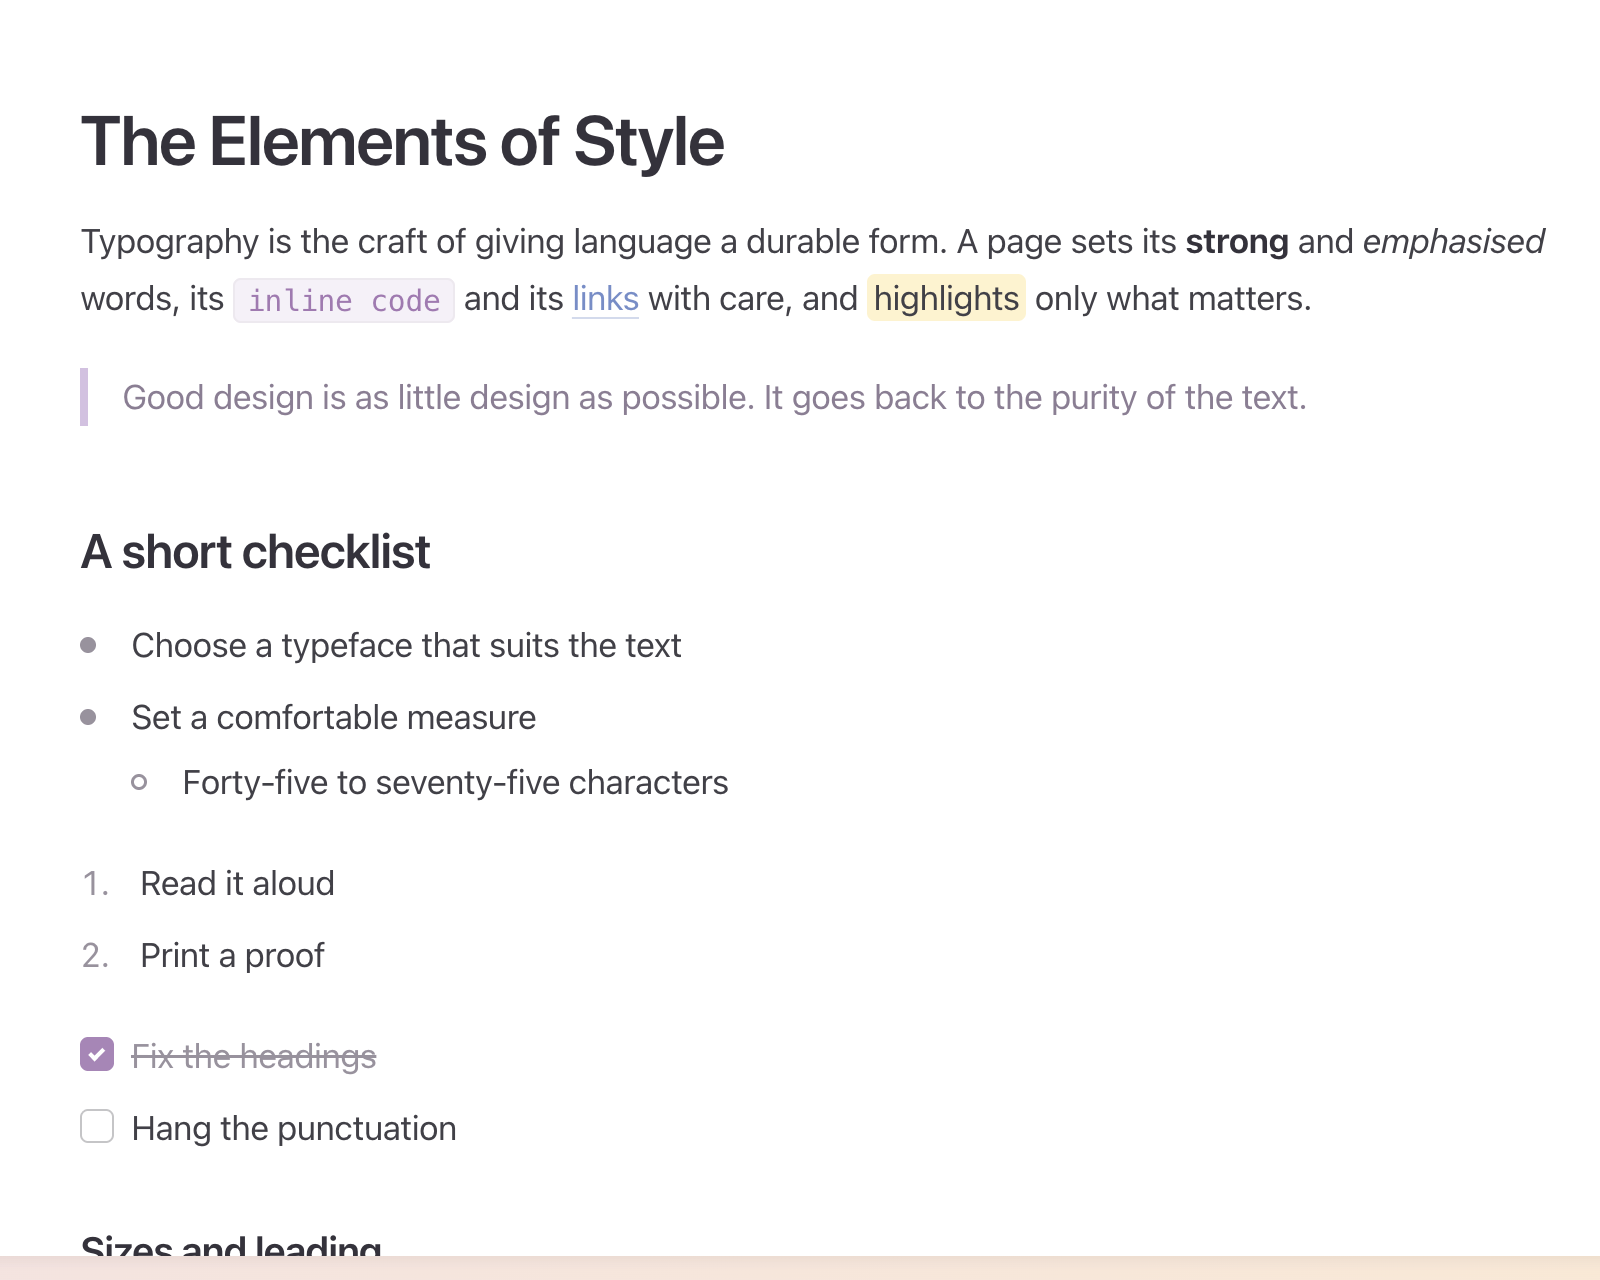 The Elements of Style
Typography is the craft of giving language a durable form. A page sets its strong and emphasised
words, its inline code and its links with care, and highlights only what matters.
Good design is as little design as possible. It goes back to the purity of the text.
A short checklist
Choose a typeface that suits the text
Set a comfortable measure
Forty-five to seventy-five characters
1. Read it aloud
2. Print a proof
Fix the headings
Hang the punctuation
Sizes and leading